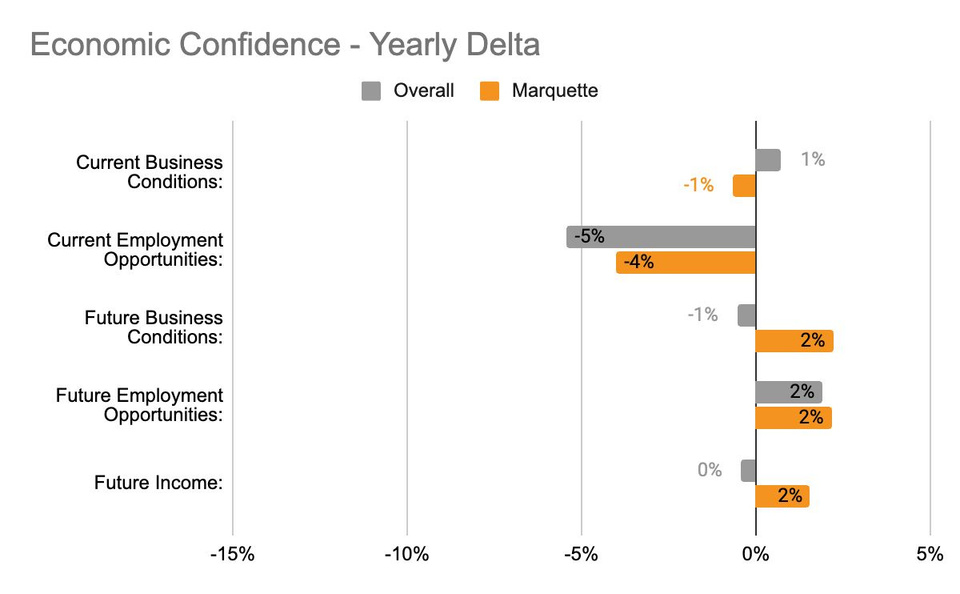 Economic Confidence - Yearly Delta
Overall
Marquette
Current Business
Conditions:
1%
-1%
Current Employment
Opportunities:
-5%
-4%
Future Business
Conditions:
-1%
2%
Future Employment
Opportunities:
2%
2%
Future Income:
0%
2%
-15%
-10%
-5%
0%
5%